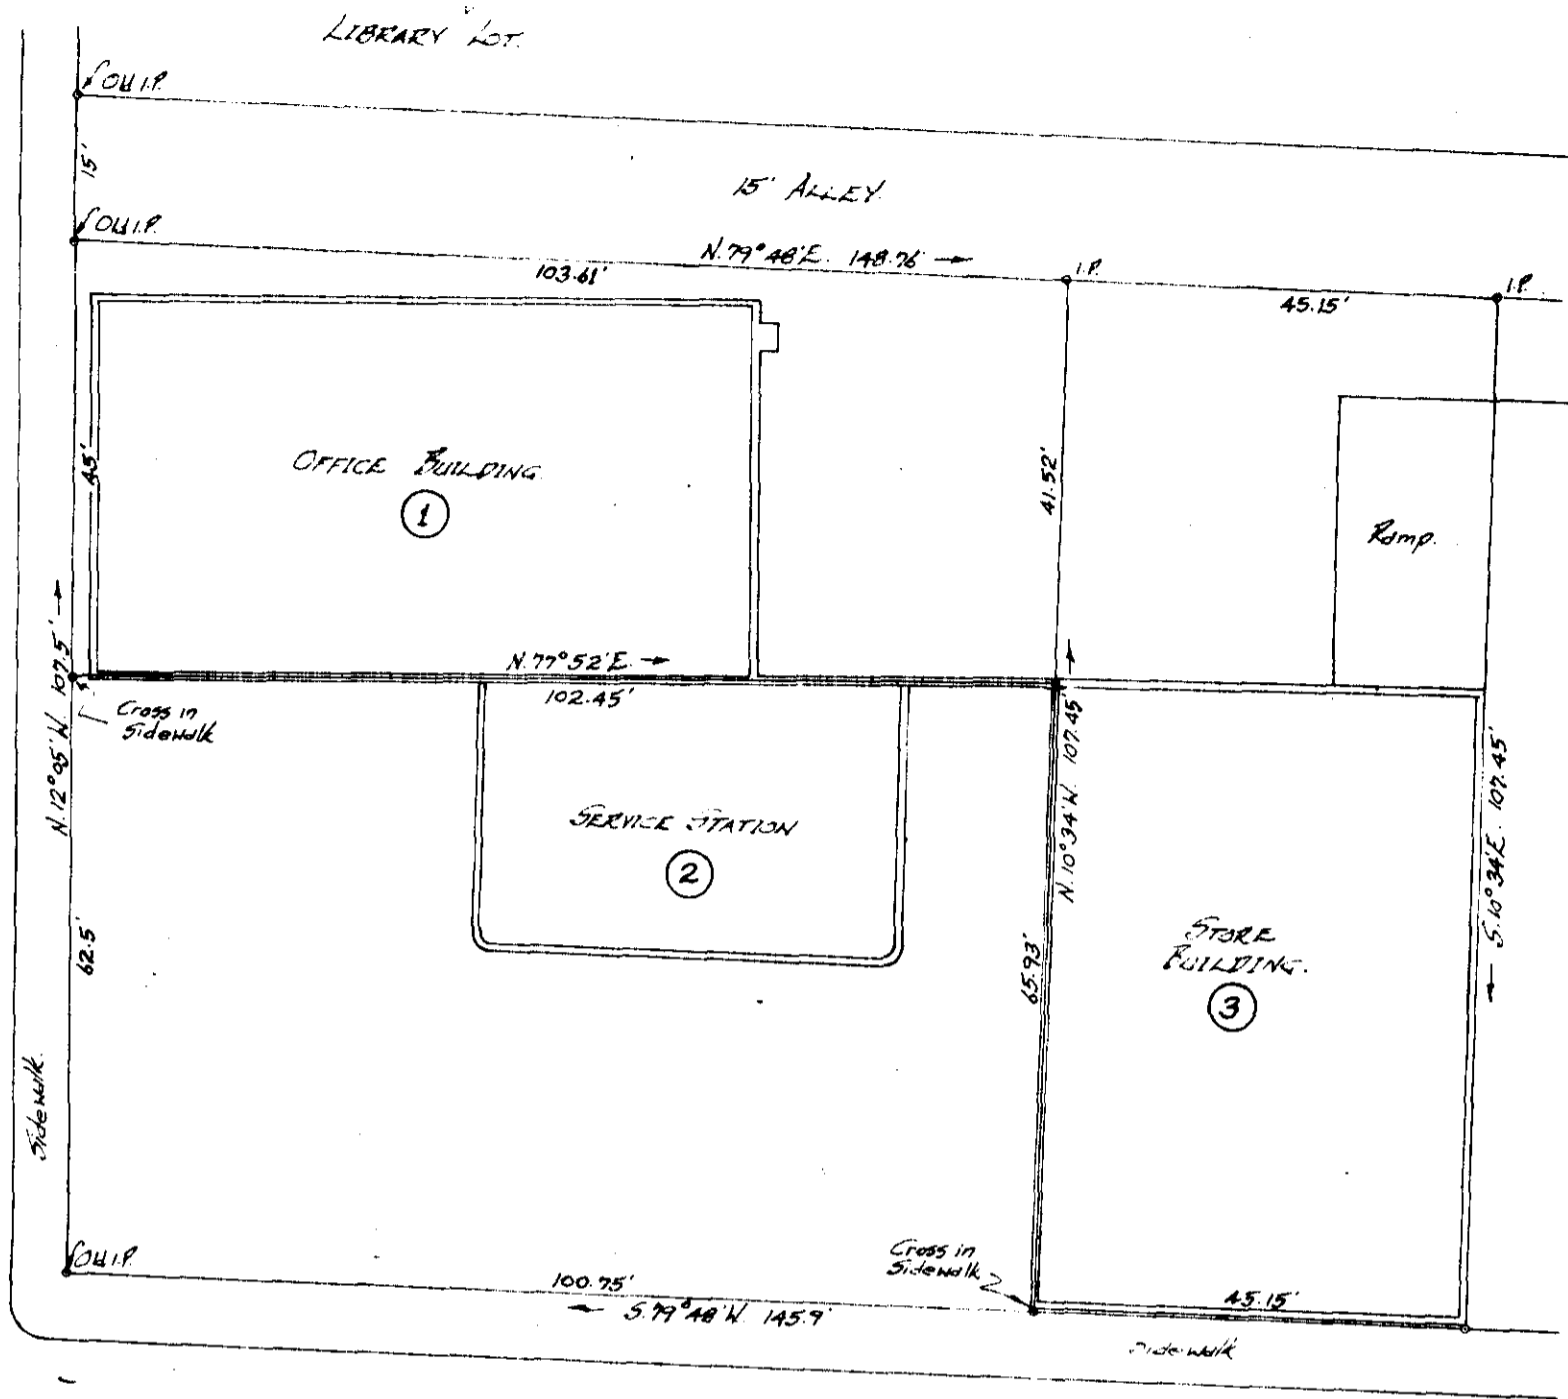 LIBRARY LOT.
Old I.P.
15'
15' ALLEY.
Old I.P.
N.79°48'E. 148.76'
103.61'
I.P.
45.15'
I.P.
45'
OFFICE BUILDING.
1
41.52'
Ramp.
N.77°52'E.
102.45'
N.12°05'W. 107.5'
Cross in
Sidewalk
SERVICE STATION
2
N.10°34'W. 107.45'
S.10°34'E. 107.45'
62.5'
65.93'
STORE
BUILDING.
3
Sidewalk.
Old I.P.
Cross in
Sidewalk
100.75'
S.79°48'W. 145.9'
45.15'
Sidewalk